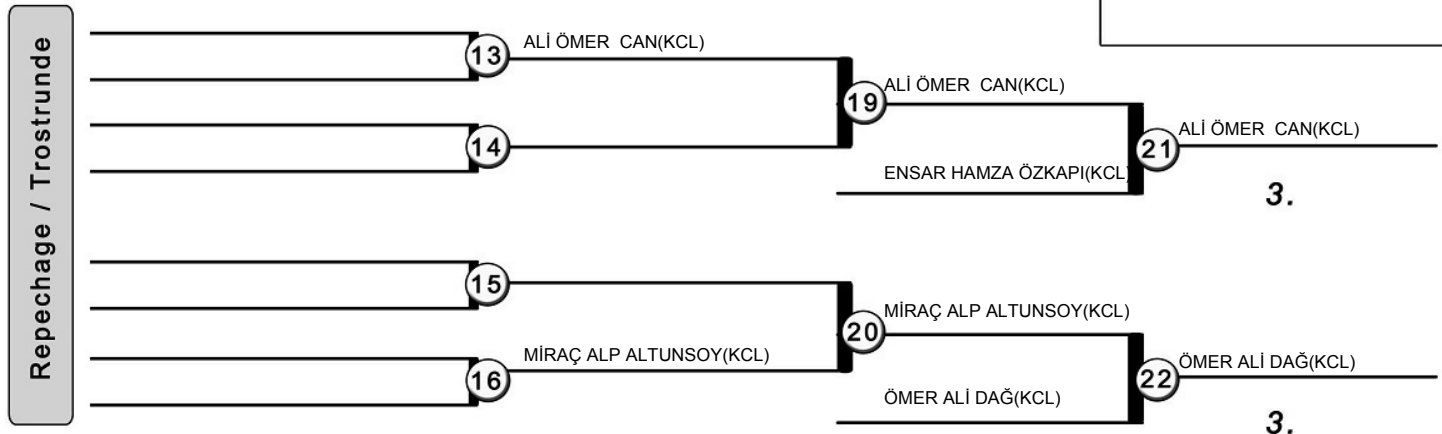 Repechage / Trostrunde
13
ALİ ÖMER  CAN(KCL)
14
19
ALİ ÖMER  CAN(KCL)
ENSAR HAMZA ÖZKAPI(KCL)
21
ALİ ÖMER  CAN(KCL)
3.
15
16
MİRAÇ ALP ALTUNSOY(KCL)
20
MİRAÇ ALP ALTUNSOY(KCL)
ÖMER ALİ DAĞ(KCL)
22
ÖMER ALİ DAĞ(KCL)
3.